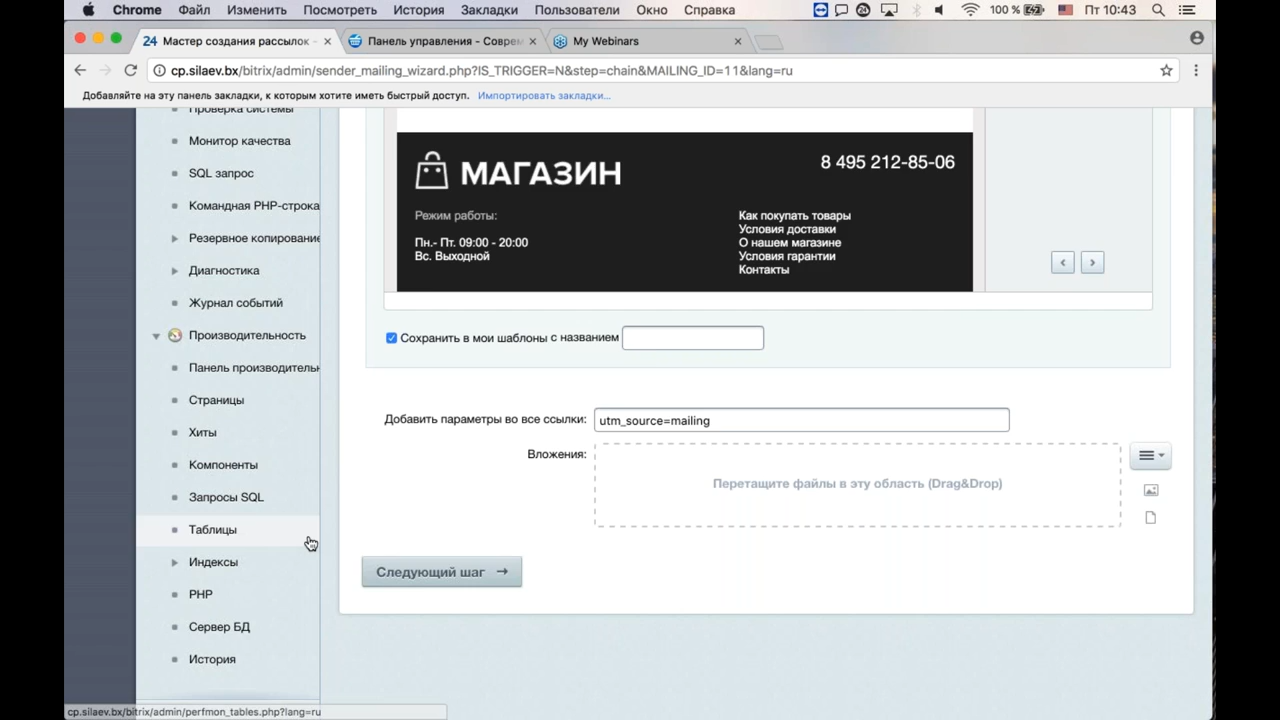 Chrome Файл Изменить Посмотреть История Закладки Пользователи Окно Справка 100 % Пт 10:43
24 Мастер создания рассылок - × Панель управления - Соврем × My Webinars ×
cp.silaev.bx/bitrix/admin/sender_mailing_wizard.php?IS_TRIGGER=N&step=chain&MAILING_ID=11&lang=ru
Добавляйте на эту панель закладки, к которым хотите иметь быстрый доступ. Импортировать закладки...
Проверка системы
Монитор качества
SQL запрос
Командная PHP-строка
Резервное копирование
Диагностика
Журнал событий
Производительность
Панель производительн
Страницы
Хиты
Компоненты
Запросы SQL
Таблицы
Индексы
PHP
Сервер БД
История
МАГАЗИН
8 495 212-85-06
Режим работы:
Пн.- Пт. 09:00 - 20:00
Вс. Выходной
Как покупать товары
Условия доставки
О нашем магазине
Условия гарантии
Контакты
Сохранить в мои шаблоны с названием
Добавить параметры во все ссылки: utm_source=mailing
Вложения:
Перетащите файлы в эту область (Drag&Drop)
Следующий шаг →
cp.silaev.bx/bitrix/admin/perfmon_tables.php?lang=ru